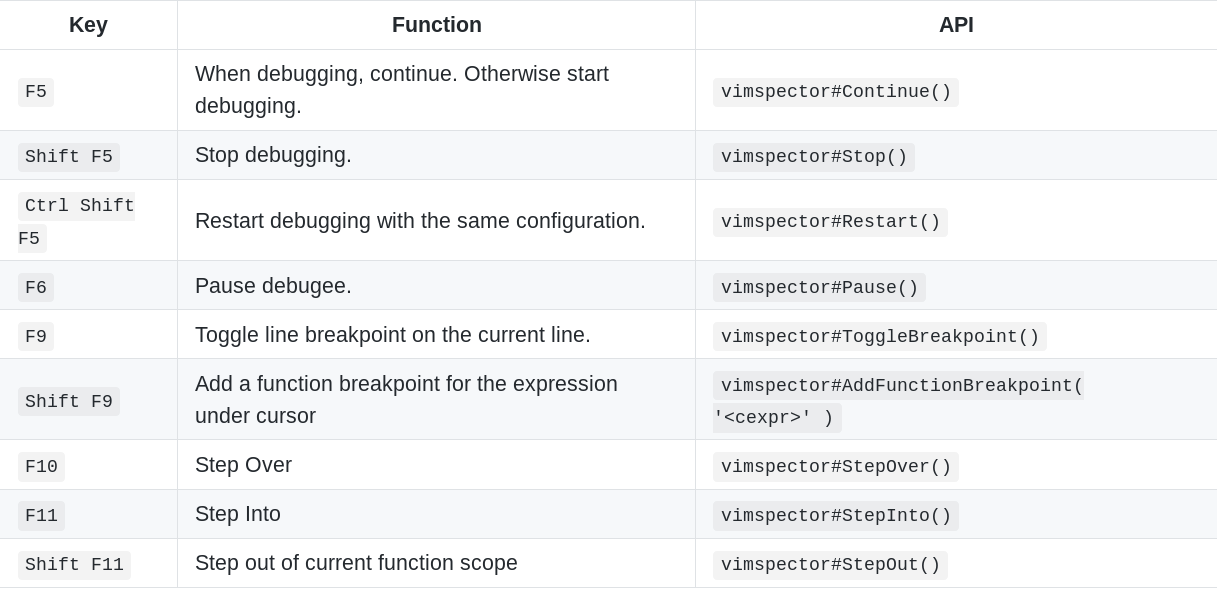 Key Function API
F5 When debugging, continue. Otherwise start debugging. vimspector#Continue()
Shift F5 Stop debugging. vimspector#Stop()
Ctrl Shift F5 Restart debugging with the same configuration. vimspector#Restart()
F6 Pause debugee. vimspector#Pause()
F9 Toggle line breakpoint on the current line. vimspector#ToggleBreakpoint()
Shift F9 Add a function breakpoint for the expression under cursor vimspector#AddFunctionBreakpoint( '<cexpr>' )
F10 Step Over vimspector#StepOver()
F11 Step Into vimspector#StepInto()
Shift F11 Step out of current function scope vimspector#StepOut()